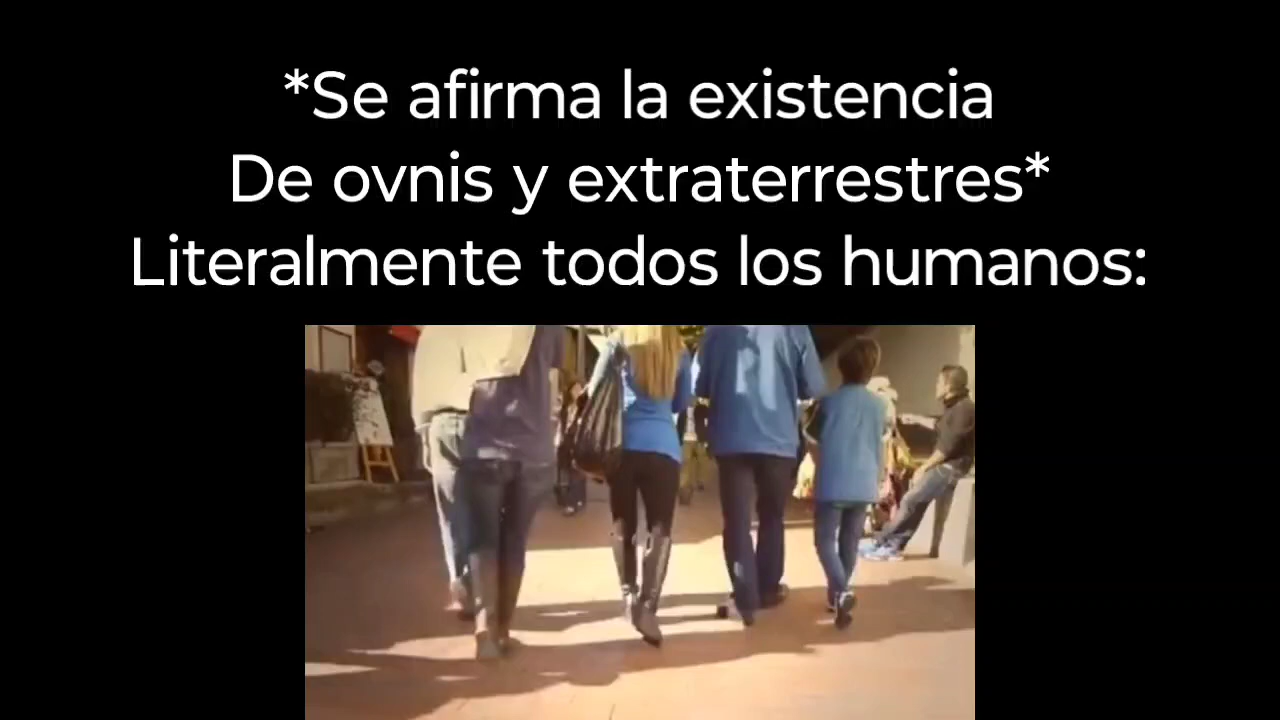 *Se afirma la existencia
De ovnis y extraterrestres*
Literalmente todos los humanos: